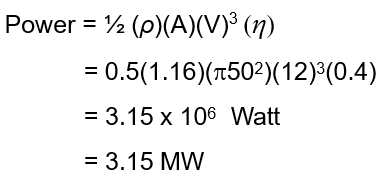 Power = ½ (ρ)(A)(V)³ (η)
= 0.5(1.16)(π50²)(12)³(0.4)
= 3.15 x 10⁶ Watt
= 3.15 MW